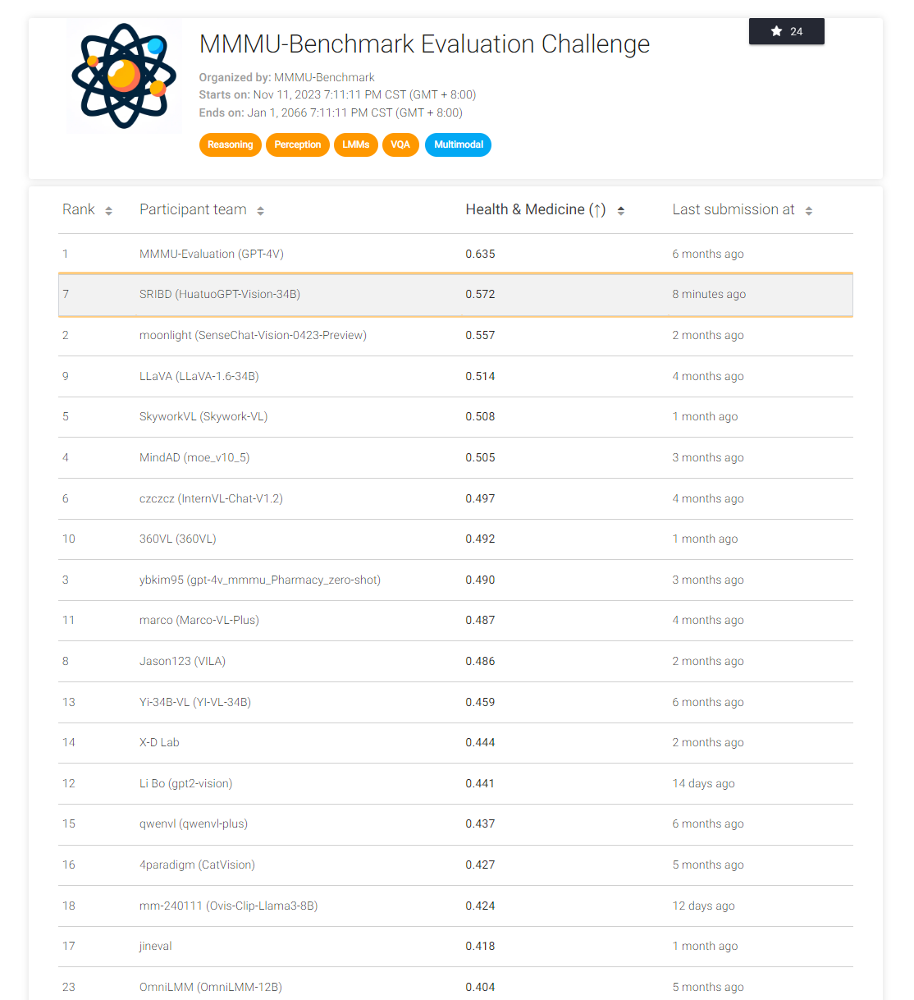 MMMU-Benchmark Evaluation Challenge
24
Organized by: MMMU-Benchmark
Starts on: Nov 11, 2023 7:11:11 PM CST (GMT + 8:00)
Ends on: Jan 1, 2066 7:11:11 PM CST (GMT + 8:00)
Reasoning Perception LMMs VQA Multimodal
Rank Participant team Health & Medicine (↑) Last submission at
1 MMMU-Evaluation (GPT-4V) 0.635 6 months ago
7 SRIBD (HuatuoGPT-Vision-34B) 0.572 8 minutes ago
2 moonlight (SenseChat-Vision-0423-Preview) 0.557 2 months ago
9 LLaVA (LLaVA-1.6-34B) 0.514 4 months ago
5 SkyworkVL (Skywork-VL) 0.508 1 month ago
4 MindAD (moe_v10_5) 0.505 3 months ago
6 czczcz (InternVL-Chat-V1.2) 0.497 4 months ago
10 360VL (360VL) 0.492 1 month ago
3 ybkim95 (gpt-4v_mmmu_Pharmacy_zero-shot) 0.490 3 months ago
11 marco (Marco-VL-Plus) 0.487 4 months ago
8 Jason123 (VILA) 0.486 2 months ago
13 Yi-34B-VL (YI-VL-34B) 0.459 6 months ago
14 X-D Lab 0.444 2 months ago
12 Li Bo (gpt2-vision) 0.441 14 days ago
15 qwenvl (qwenvl-plus) 0.437 6 months ago
16 4paradigm (CatVision) 0.427 5 months ago
18 mm-240111 (Ovis-Clip-Llama3-8B) 0.424 12 days ago
17 jineval 0.418 1 month ago
23 OmniLMM (OmniLMM-12B) 0.404 5 months ago